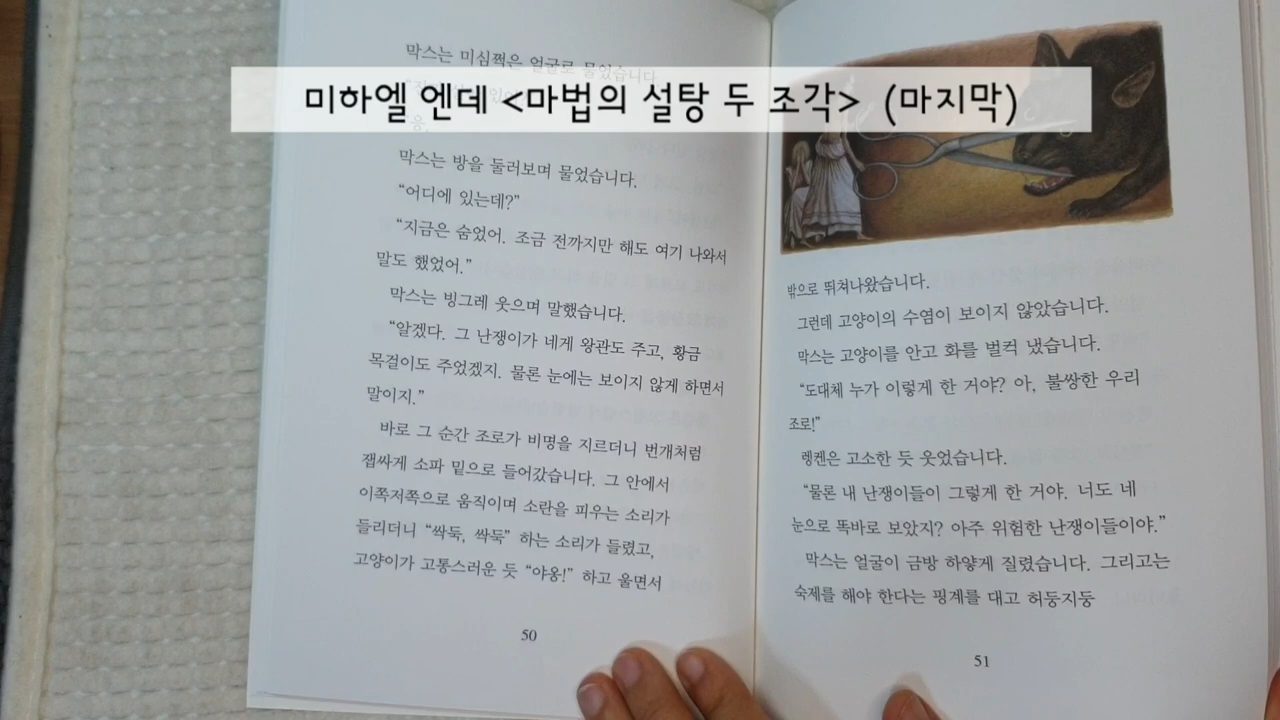 미하엘 엔데 <마법의 설탕 두 조각> (마지막)
막스는 미심쩍은 얼굴로 물었습니다.
막스는 방을 둘러보며 물었습니다.
“어디에 있는데?”
“지금은 숨었어. 조금 전까지만 해도 여기 나와서
말도 했었어.”
막스는 빙그레 웃으며 말했습니다.
“알겠다. 그 난쟁이가 네게 왕관도 주고, 황금
목걸이도 주었겠지. 물론 눈에는 보이지 않게 하면서
말이지.”
바로 그 순간 조로가 비명을 지르더니 번개처럼
잽싸게 소파 밑으로 들어갔습니다. 그 안에서
이쪽저쪽으로 움직이며 소란을 피우는 소리가
들리더니 “싹둑, 싹둑” 하는 소리가 들렸고,
고양이가 고통스러운 듯 “야옹!” 하고 울면서
50
밖으로 뛰쳐나왔습니다.
그런데 고양이의 수염이 보이지 않았습니다.
막스는 고양이를 안고 화를 벌컥 냈습니다.
“도대체 누가 이렇게 한 거야? 아, 불쌍한 우리
조로!”
렝켄은 고소한 듯 웃었습니다.
“물론 내 난쟁이들이 그렇게 한 거야. 너도 네
눈으로 똑바로 보았지? 아주 위험한 난쟁이들이야.”
막스는 얼굴이 금방 하얗게 질렸습니다. 그리고는
숙제를 해야 한다는 핑계를 대고 허둥지둥
51